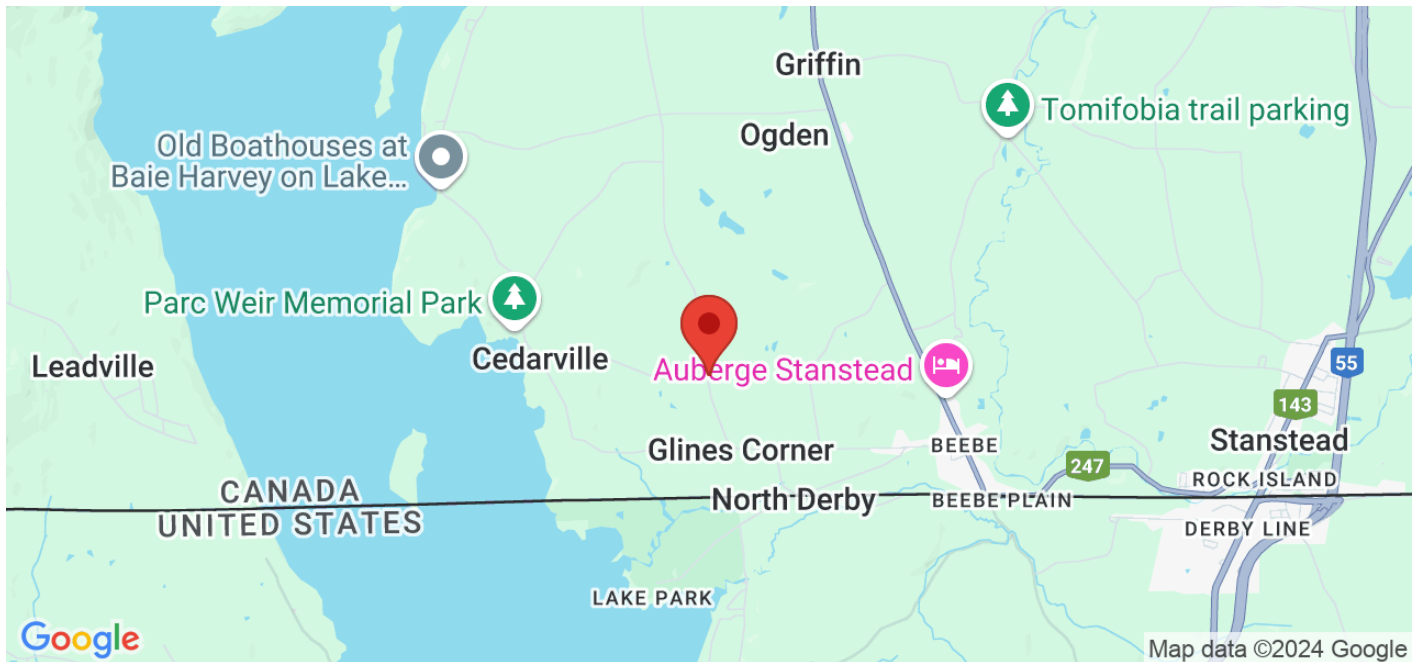 Griffin
Tomifobia trail parking
Ogden
Old Boathouses at
Baie Harvey on Lake...
Parc Weir Memorial Park
Leadville
Cedarville
Auberge Stanstead
55
143
Glines Corner
BEEBE
Stanstead
247
ROCK ISLAND
CANADA
UNITED STATES
North Derby
BEEBE PLAIN
DERBY LINE
LAKE PARK
Google
Map data ©2024 Google